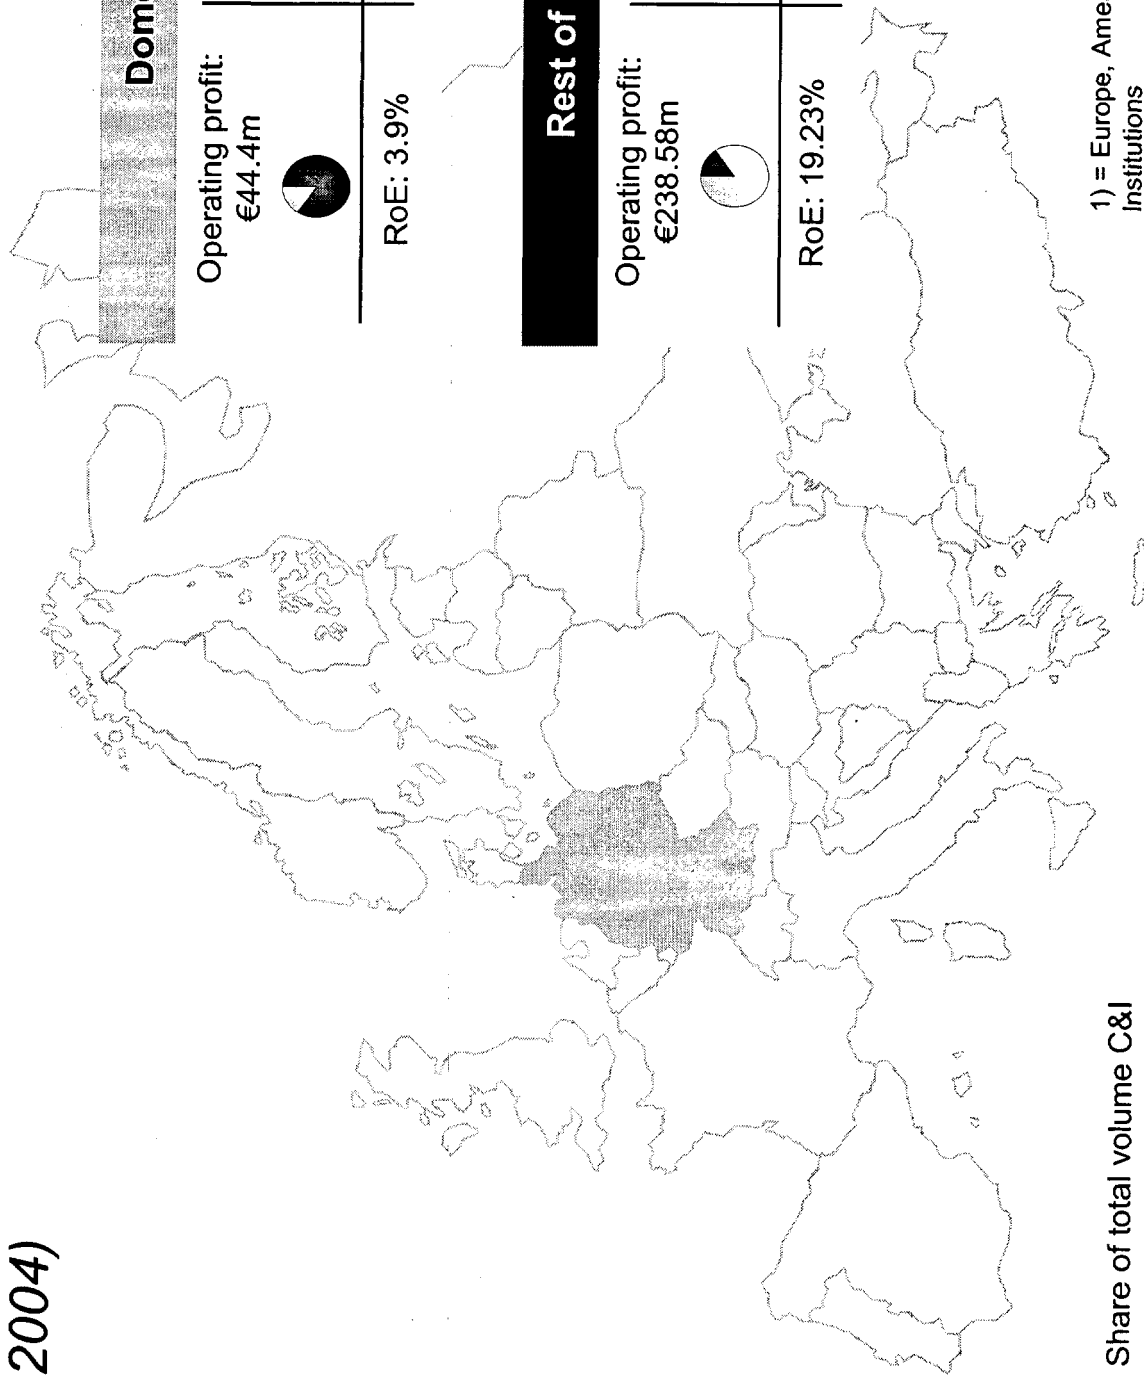 2004)
Dome
Operating profit:
€44.4m
RoE: 3.9%
Rest of
Operating profit:
€238.58m
RoE: 19.23%
Share of total volume C&I
1) = Europe, Ame
Institutions